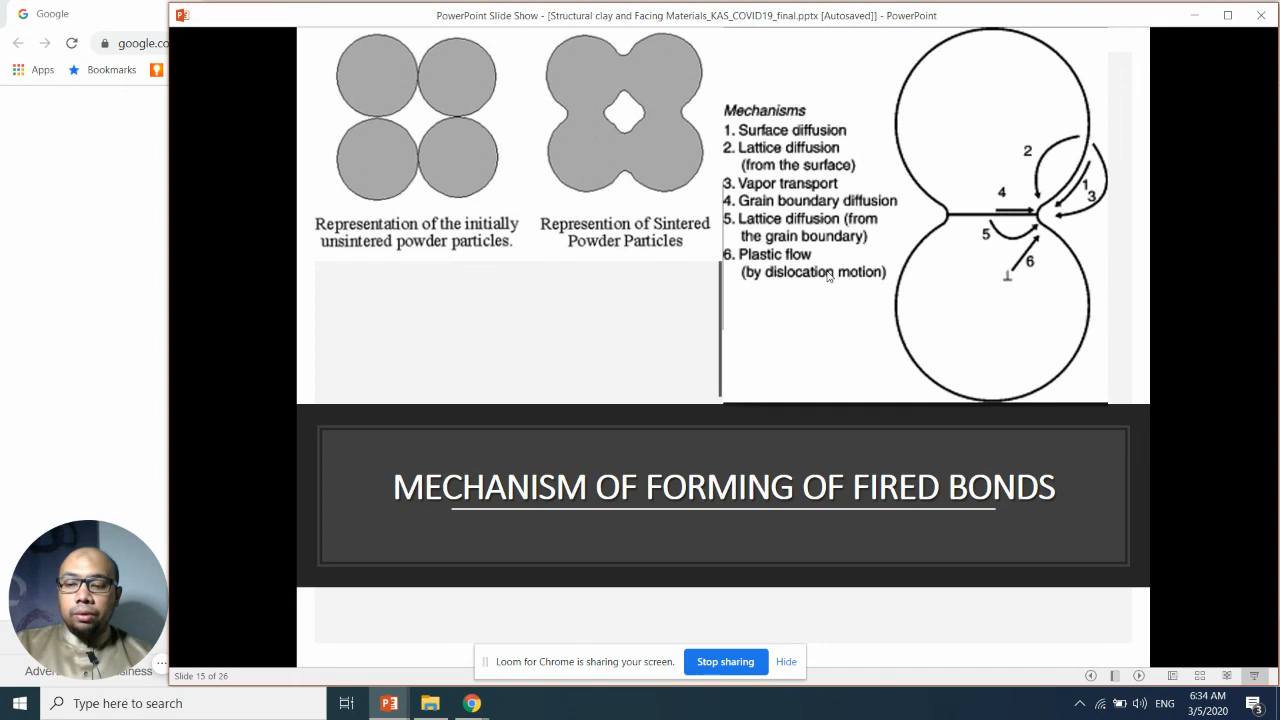 Google
PowerPoint Slide Show - [Structural clay and Facing Materials_KAS_COVID19_final.pptx [Autosaved]] - PowerPoint
google.co
Apps
Bookmarks
Representation of the initially
unsintered powder particles.
Represention of Sintered
Powder Particles
Mechanisms
1. Surface diffusion
2. Lattice diffusion
(from the surface)
3. Vapor transport
4. Grain boundary diffusion
5. Lattice diffusion (from
the grain boundary)
6. Plastic flow
(by dislocation motion)
2
1
3
4
5
6
MECHANISM OF FORMING OF FIRED BONDS
Loom for Chrome is sharing your screen.
Stop sharing
Hide
Slide 15 of 26
Type here to search
ENG
6:34 AM
3/5/2020
3